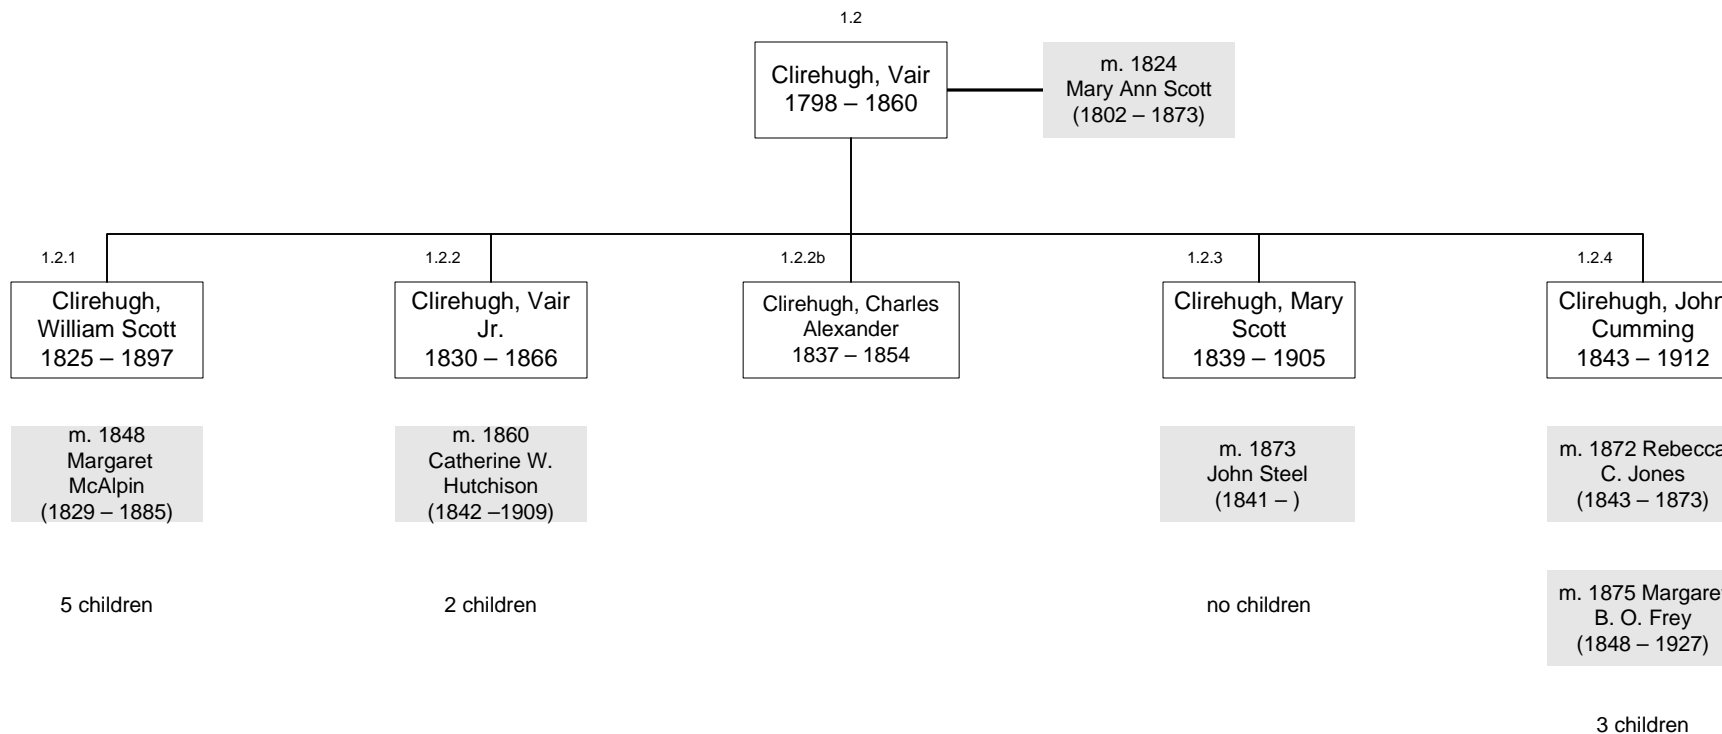 1.2
Clirehugh, Vair
1798 – 1860
m. 1824
Mary Ann Scott
(1802 – 1873)
1.2.1
Clirehugh,
William Scott
1825 – 1897
1.2.2
Clirehugh, Vair
Jr.
1830 – 1866
1.2.2b
Clirehugh, Charles
Alexander
1837 – 1854
1.2.3
Clirehugh, Mary
Scott
1839 – 1905
1.2.4
Clirehugh, John
Cumming
1843 – 1912
m. 1848
Margaret
McAlpin
(1829 – 1885)
m. 1860
Catherine W.
Hutchison
(1842 –1909)
m. 1873
John Steel
(1841 – )
m. 1872 Rebecca
C. Jones
(1843 – 1873)
m. 1875 Margaret
B. O. Frey
(1848 – 1927)
5 children
2 children
no children
3 children